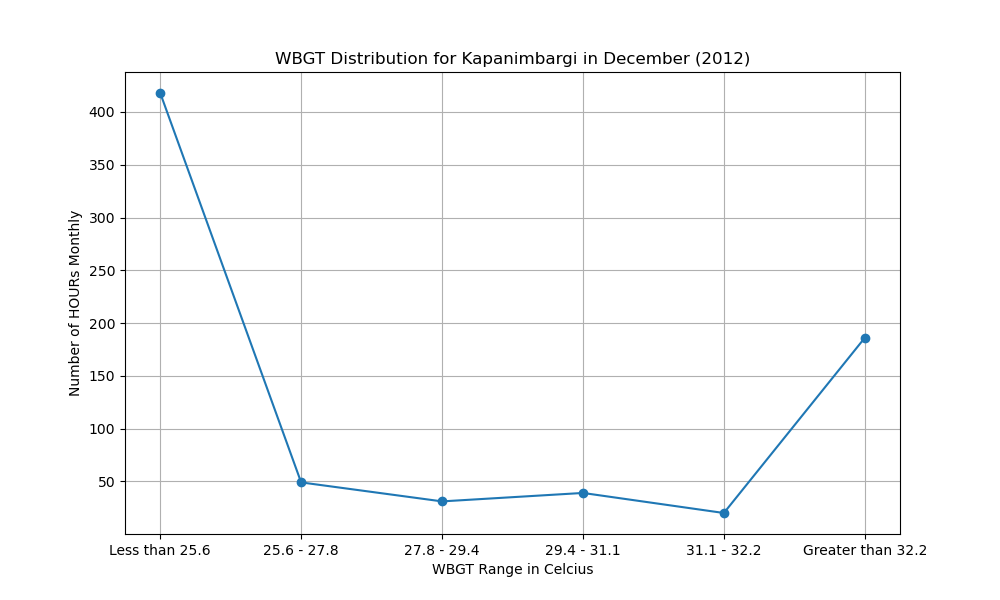 WBGT Distribution for Kapanimbargi in December (2012)
Number of HOURs Monthly
400
350
300
250
200
150
100
50
Less than 25.6
25.6 - 27.8
27.8 - 29.4
29.4 - 31.1
31.1 - 32.2
Greater than 32.2
WBGT Range in Celcius